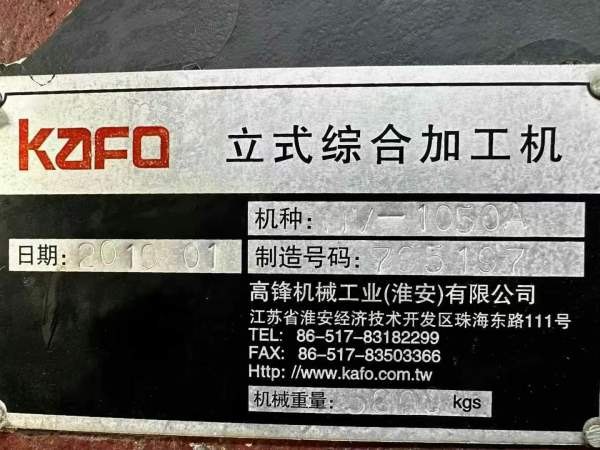 KAFO 立式综合加工机
机种: -1050A
日期: 2010 01
制造号码:
高锋机械工业(淮安)有限公司
江苏省淮安经济技术开发区珠海东路111号
TEL: 86-517-83182299
FAX: 86-517-83503366
Http: //www.kafo.com.tw
机械重量: kgs